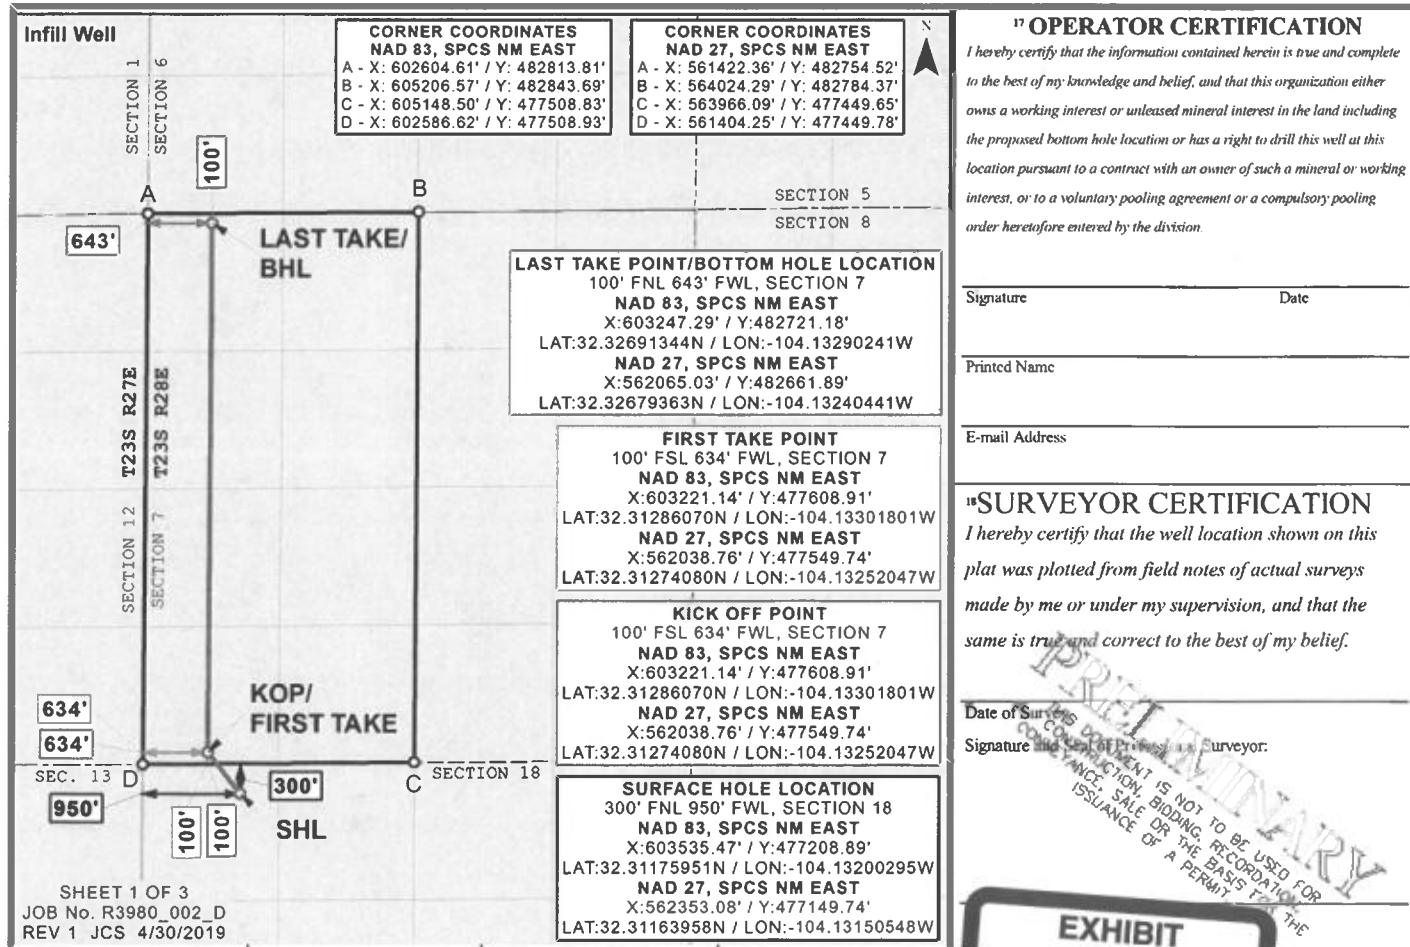 Infill Well
CORNER COORDINATES
NAD 83, SPCS NM EAST
A - X: 602604.61' / Y: 482813.81'
B - X: 605206.57' / Y: 482843.69'
C - X: 605148.50' / Y: 477508.83'
D - X: 602586.62' / Y: 477508.93'
CORNER COORDINATES
NAD 27, SPCS NM EAST
A - X: 561422.36' / Y: 482754.52'
B - X: 564024.29' / Y: 482784.37'
C - X: 563966.09' / Y: 477449.65'
D - X: 561404.25' / Y: 477449.78'
N
SECTION 1
SECTION 6
100'
A
B
SECTION 5
SECTION 8
643'
LAST TAKE/
BHL
LAST TAKE POINT/BOTTOM HOLE LOCATION
100' FNL 643' FWL, SECTION 7
NAD 83, SPCS NM EAST
X:603247.29' / Y:482721.18'
LAT:32.32691344N / LON:-104.13290241W
NAD 27, SPCS NM EAST
X:562065.03' / Y:482661.89'
LAT:32.32679363N / LON:-104.13240441W
T23S R27E
T23S R28E
FIRST TAKE POINT
100' FSL 634' FWL, SECTION 7
NAD 83, SPCS NM EAST
X:603221.14' / Y:477608.91'
LAT:32.31286070N / LON:-104.13301801W
NAD 27, SPCS NM EAST
X:562038.76' / Y:477549.74'
LAT:32.31274080N / LON:-104.13252047W
SECTION 12
SECTION 7
KICK OFF POINT
100' FSL 634' FWL, SECTION 7
NAD 83, SPCS NM EAST
X:603221.14' / Y:477608.91'
LAT:32.31286070N / LON:-104.13301801W
NAD 27, SPCS NM EAST
X:562038.76' / Y:477549.74'
LAT:32.31274080N / LON:-104.13252047W
KOP/
FIRST TAKE
634'
634'
SEC. 13
D
C
SECTION 18
950'
300'
100'
100'
SHL
SURFACE HOLE LOCATION
300' FNL 950' FWL, SECTION 18
NAD 83, SPCS NM EAST
X:603535.47' / Y:477208.89'
LAT:32.31175951N / LON:-104.13200295W
NAD 27, SPCS NM EAST
X:562353.08' / Y:477149.74'
LAT:32.31163958N / LON:-104.13150548W
SHEET 1 OF 3
JOB No. R3980_002_D
REV 1 JCS 4/30/2019
17 OPERATOR CERTIFICATION
I hereby certify that the information contained herein is true and complete
to the best of my knowledge and belief, and that this organization either
owns a working interest or unleased mineral interest in the land including
the proposed bottom hole location or has a right to drill this well at this
location pursuant to a contract with an owner of such a mineral or working
interest, or to a voluntary pooling agreement or a compulsory pooling
order heretofore entered by the division.
Signature Date
Printed Name
E-mail Address
18 SURVEYOR CERTIFICATION
I hereby certify that the well location shown on this
plat was plotted from field notes of actual surveys
made by me or under my supervision, and that the
same is true and correct to the best of my belief.
Date of Survey
Signature and Seal of Professional Surveyor:
PRELIMINARY
THIS DOCUMENT IS NOT TO BE USED FOR
CONSTRUCTION, BIDDING, RECORDATION,
CONVEYANCE, SALE OR THE BASIS FOR THE
ISSUANCE OF A PERMIT
EXHIBIT